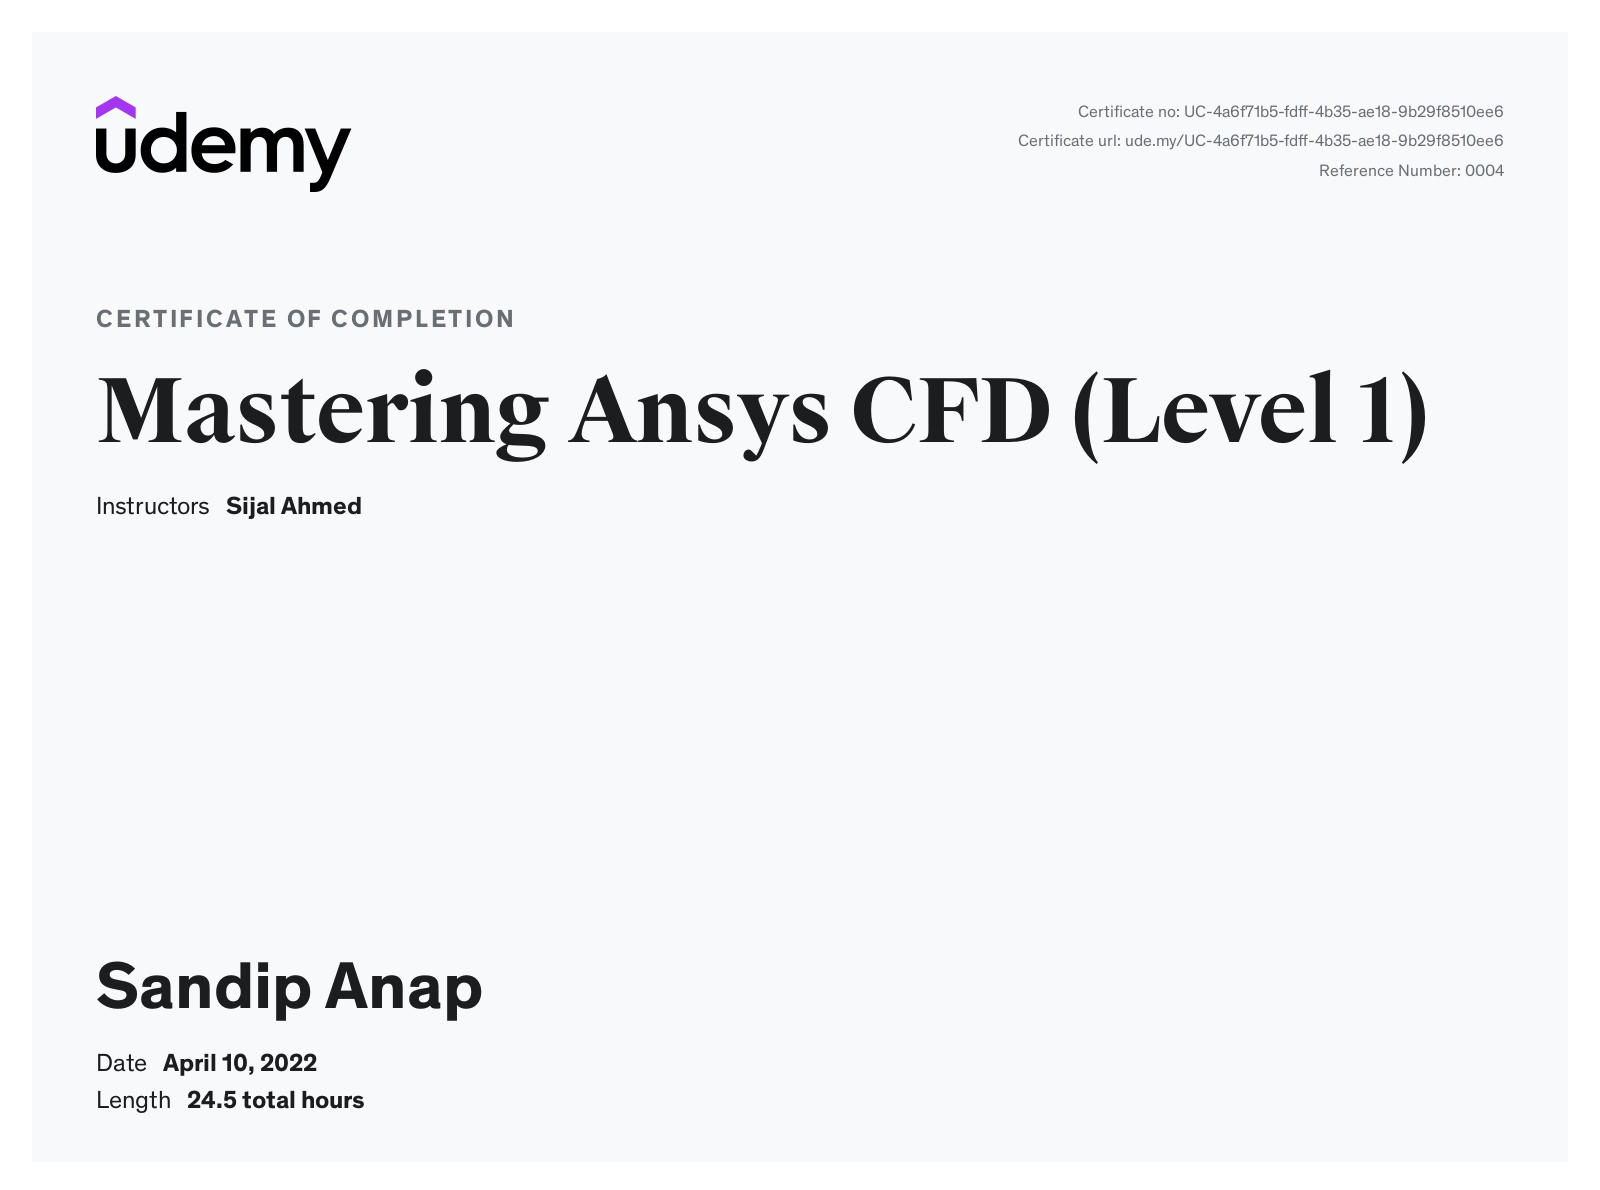 udemy
Certificate no: UC-4a6f71b5-fdff-4b35-ae18-9b29f8510ee6
Certificate url: ude.my/UC-4a6f71b5-fdff-4b35-ae18-9b29f8510ee6
Reference Number: 0004
CERTIFICATE OF COMPLETION
Mastering Ansys CFD (Level 1)
Instructors Sijal Ahmed
Sandip Anap
Date April 10, 2022
Length 24.5 total hours